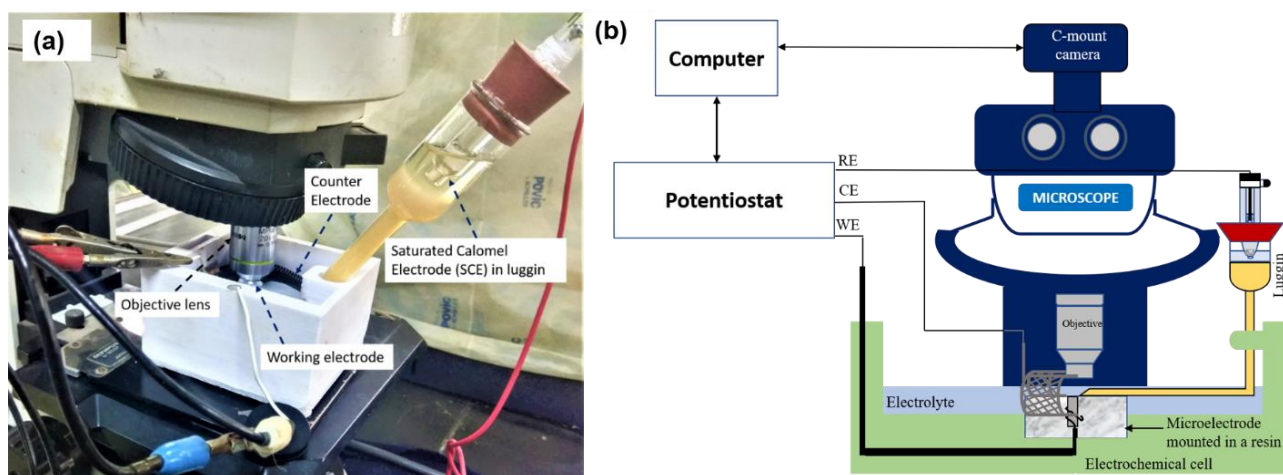 (a)
POVIC
Counter
Electrode
Saturated Calomel
Electrode (SCE) in luggin
Objective lens
Working electrode
(b)
C-mount
camera
Computer
RE
CE
WE
Potentiostat
MICROSCOPE
Luggin
Objective
Electrolyte
Microelectrode
mounted in a resin
Electrochemical cell